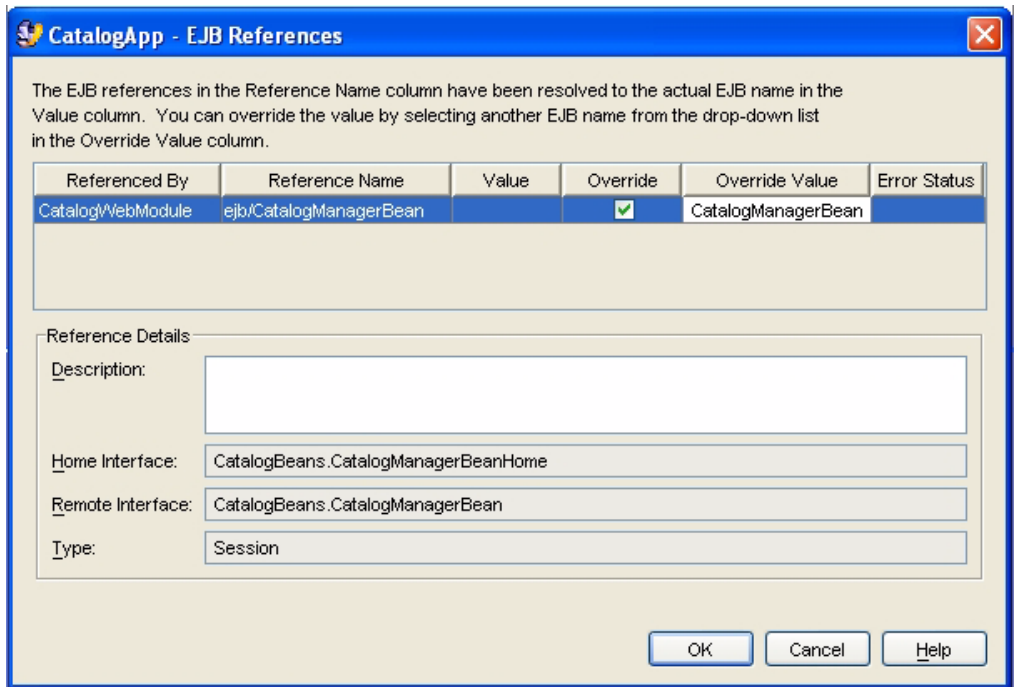 CatalogApp - EJB References
The EJB references in the Reference Name column have been resolved to the actual EJB name in the
Value column. You can override the value by selecting another EJB name from the drop-down list
in the Override Value column.
Referenced By Reference Name Value Override Override Value Error Status
CatalogWebModule ejb/CatalogManagerBean CatalogManagerBean
Reference Details
Description:
Home Interface: CatalogBeans.CatalogManagerBeanHome
Remote Interface: CatalogBeans.CatalogManagerBean
Type: Session
OK Cancel Help